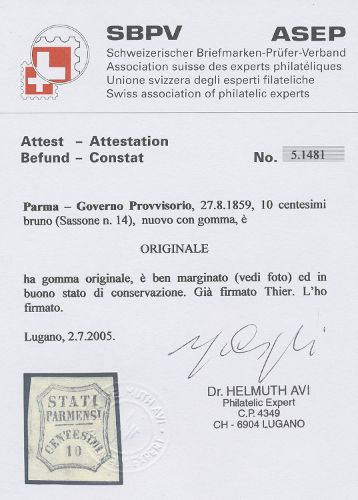 SBPV ASEP
Schweizerischer Briefmarken-Prüfer-Verband
Association suisse des experts philatéliques
Unione svizzera degli esperti filateliche
Swiss association of philatelic experts
Attest – Attestation
Befund – Constat No. 5.1481
Parma – Governo Provvisorio, 27.8.1859, 10 centesimi
bruno (Sassone n. 14), nuovo con gomma, è
ORIGINALE
ha gomma originale, è ben marginato (vedi foto) ed in
buono stato di conservazione. Già firmato Thier. L'ho
firmato.
Lugano, 2.7.2005.
Dr. HELMUTH AVI
Philatelic Expert
C.P. 4349
CH - 6904 LUGANO
STATI
PARMENSI
CENTESIMI
10